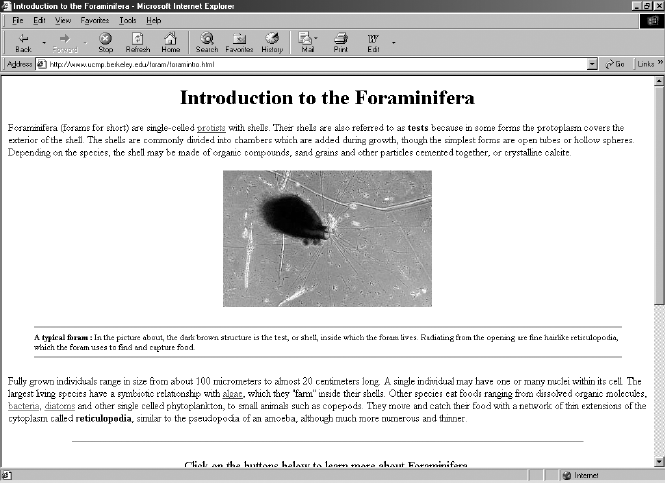 Introduction to the Foraminifera - Microsoft Internet Explorer
File Edit View Favorites Tools Help
Back Forward Stop Refresh Home Search Favorites History Mail Print Edit
Address http://www.ucmp.berkeley.edu/foram/foramintro.html Go Links »
Introduction to the Foraminifera
Foraminifera (forams for short) are single-celled protists with shells. Their shells are also referred to as tests because in some forms the protoplasm covers the
exterior of the shell. The shells are commonly divided into chambers which are added during growth, though the simplest forms are open tubes or hollow spheres.
Depending on the species, the shell may be made of organic compounds, sand grains and other particles cemented together, or crystalline calcite.
A typical foram : In the picture about, the dark brown structure is the test, or shell, inside which the foram lives. Radiating from the opening are fine hairlike reticulopodia,
which the foram uses to find and capture food.
Fully grown individuals range in size from about 100 micrometers to almost 20 centimeters long. A single individual may have one or many nuclei within its cell. The
largest living species have a symbiotic relationship with algae, which they "farm" inside their shells. Other species eat foods ranging from dissolved organic molecules,
bacteria, diatoms and other single celled phytoplankton, to small animals such as copepods. They move and catch their food with a network of thin extensions of the
cytoplasm called reticulopodia, similar to the pseudopodia of an amoeba, although much more numerous and thinner.
Click on the buttons below to learn more about Foraminifera
Internet